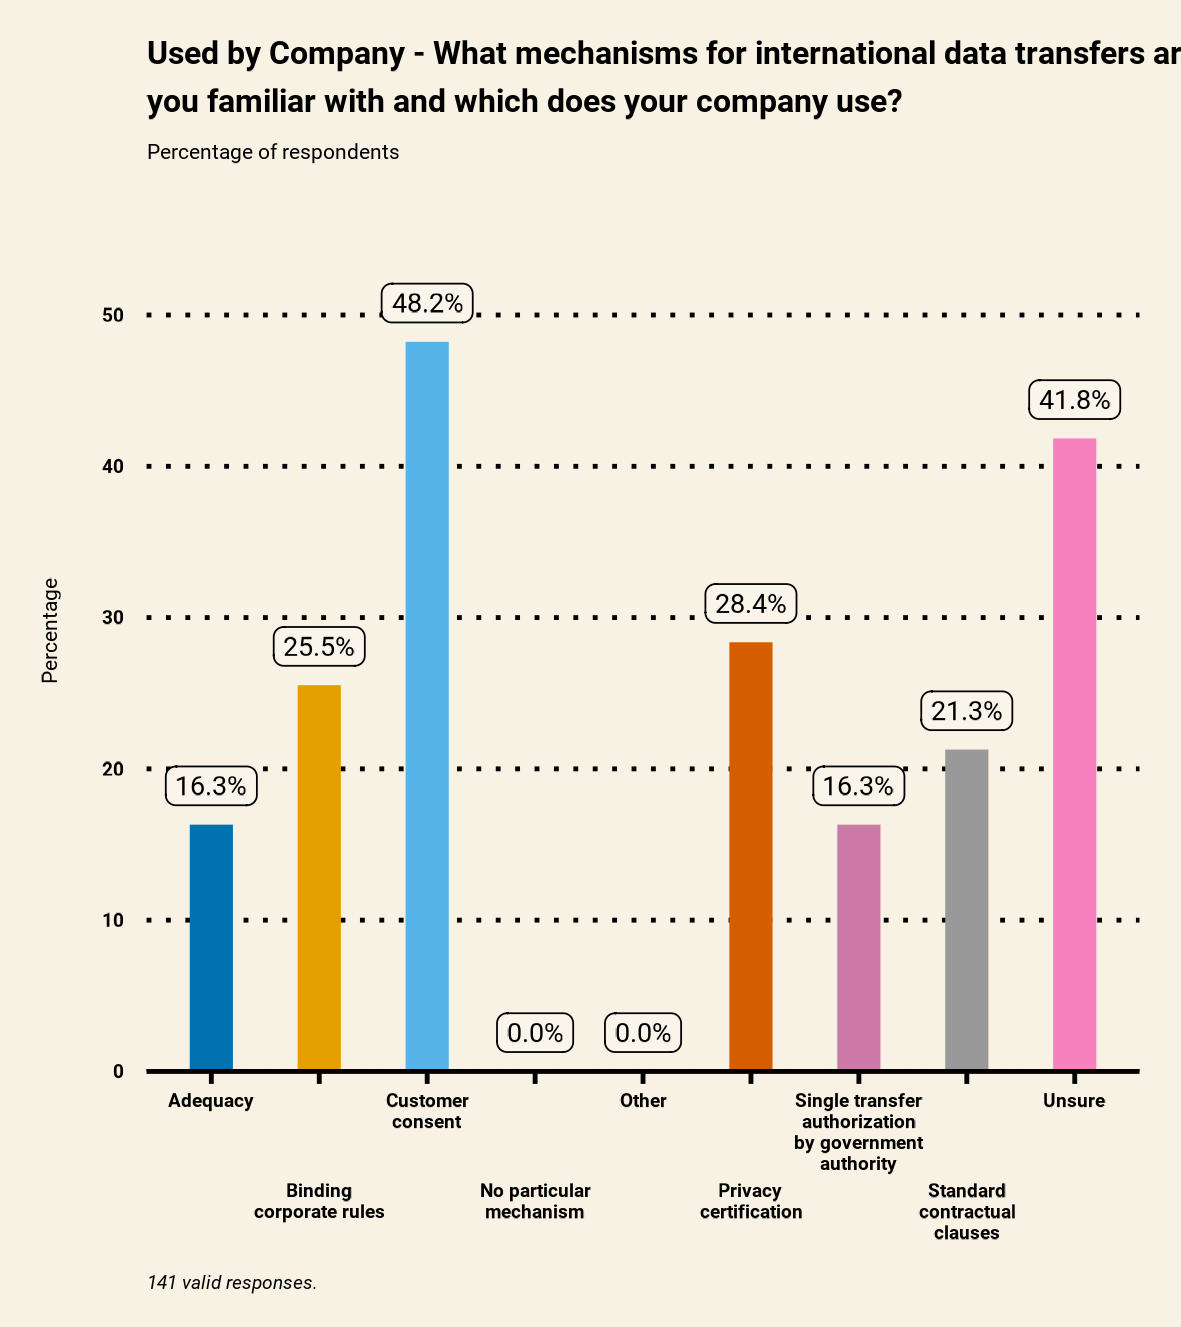 Used by Company - What mechanisms for international data transfers ar
you familiar with and which does your company use?
Percentage of respondents
Percentage
50
40
30
20
10
0
16.3%
25.5%
48.2%
0.0%
0.0%
28.4%
16.3%
21.3%
41.8%
Adequacy
Binding
corporate rules
Customer
consent
No particular
mechanism
Other
Privacy
certification
Single transfer
authorization
by government
authority
Standard
contractual
clauses
Unsure
141 valid responses.